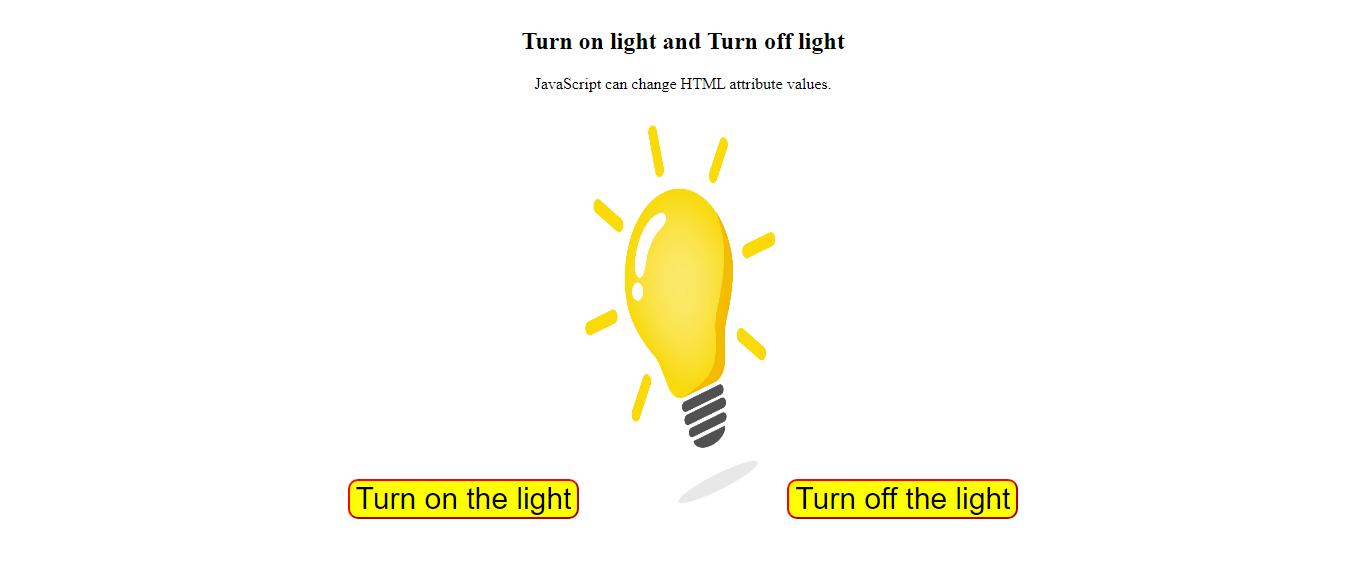 Turn on light and Turn off light
JavaScript can change HTML attribute values.
Turn on the light
Turn off the light